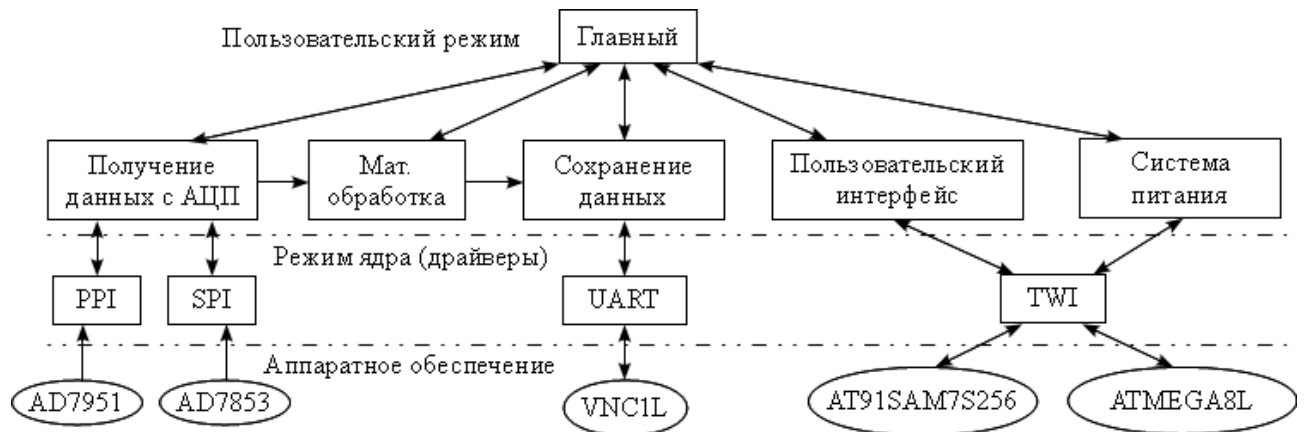 Пользовательский режим
Главный
Получение
данных с АЦП
Мат.
обработка
Сохранение
данных
Пользовательский
интерфейс
Система
питания
Режим ядра (драйверы)
PPI
SPI
UART
TWI
Аппаратное обеспечение
AD7951
AD7853
VNC1L
AT91SAM7S256
ATMEGA8L